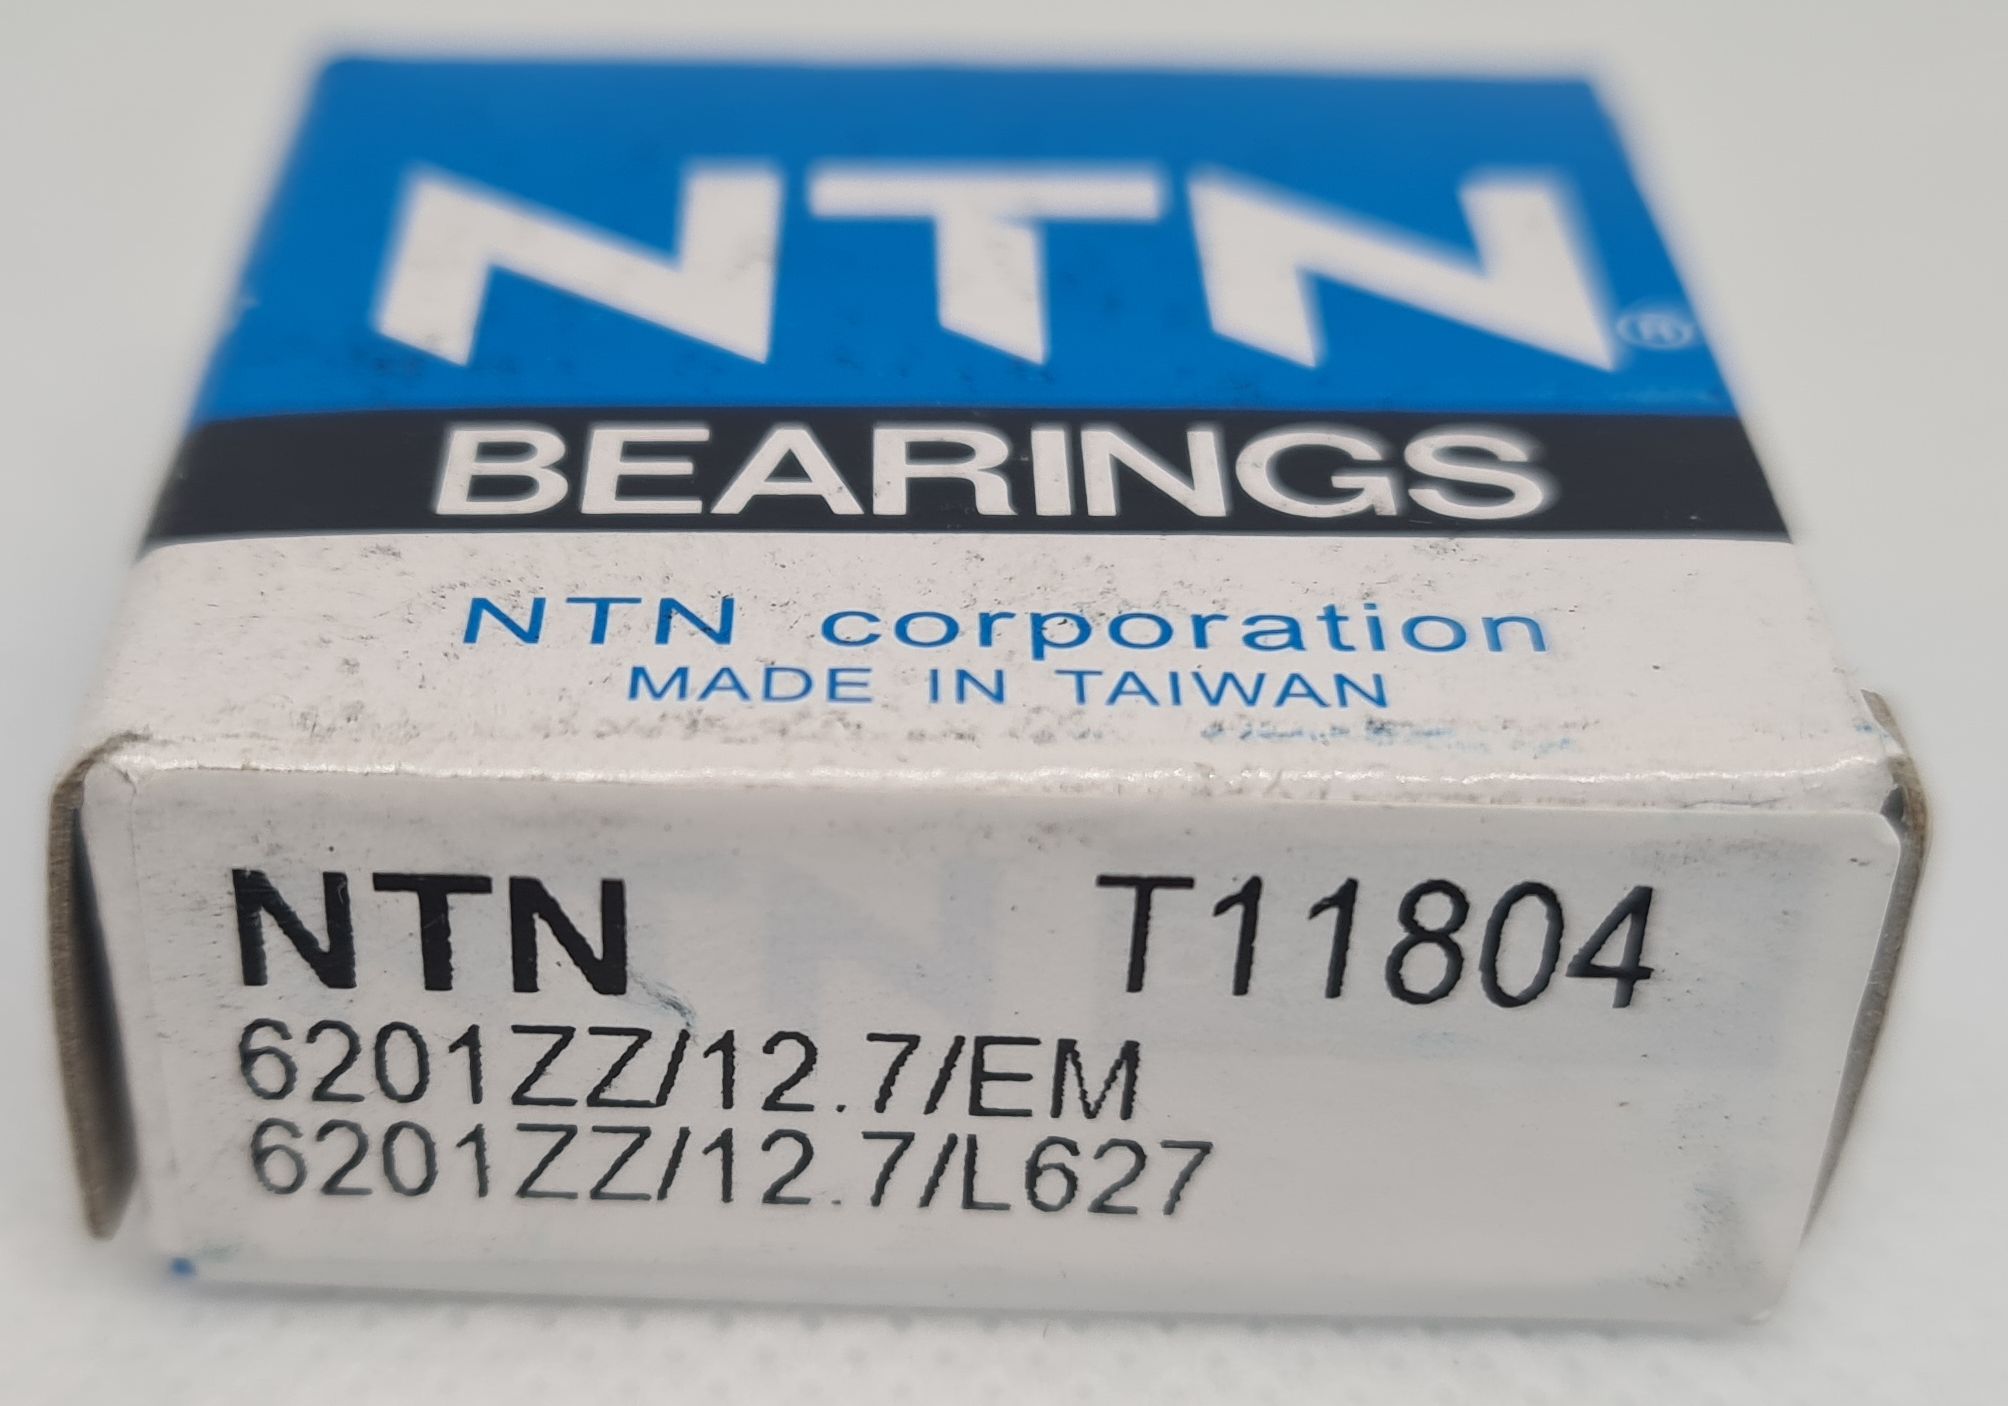 NTN®
BEARINGS
NTN corporation
MADE IN TAIWAN
NTN T11804
6201ZZ/12.7/EM
6201ZZ/12.7/L627